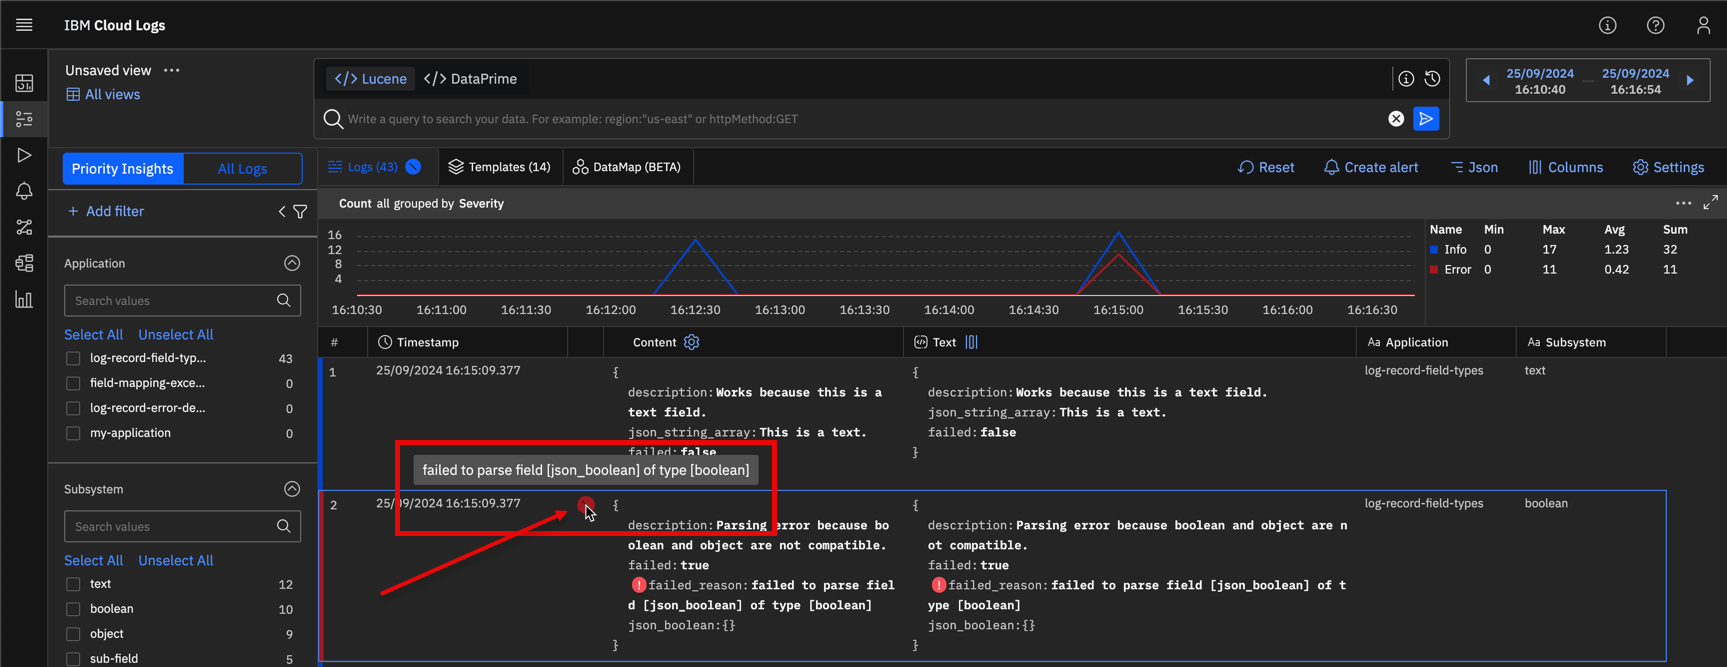 IBM Cloud Logs
Unsaved view ...
All views
</> Lucene </> DataPrime
Write a query to search your data. For example: region:"us-east" or httpMethod:GET
25/09/2024 16:10:40 — 25/09/2024 16:16:54
Priority Insights All Logs
Logs (43) Templates (14) DataMap (BETA)
Reset Create alert Json Columns Settings
+ Add filter
Count all grouped by Severity
16
12
8
4
16:10:30 16:11:00 16:11:30 16:12:00 16:12:30 16:13:00 16:13:30 16:14:00 16:14:30 16:15:00 16:15:30 16:16:00 16:16:30
Name Min Max Avg Sum
Info 0 17 1.23 32
Error 0 11 0.42 11
Application
Search values
Select All Unselect All
log-record-field-typ... 43
field-mapping-exce... 0
log-record-error-de... 0
my-application 0
Subsystem
Search values
Select All Unselect All
text 12
boolean 10
object 9
sub-field 5
# Timestamp Content Text Aa Application Aa Subsystem
1 25/09/2024 16:15:09.377
{
description:Works because this is a
text field.
json_string_array:This is a text.
failed:false
{
description:Works because this is a text field.
json_string_array:This is a text.
failed:false
}
log-record-field-types text
failed to parse field [json_boolean] of type [boolean]
2 25/09/2024 16:15:09.377
{
description:Parsing error because bo
olean and object are not compatible.
failed:true
! failed_reason:failed to parse fiel
d [json_boolean] of type [boolean]
json_boolean:{}
}
{
description:Parsing error because boolean and object are n
ot compatible.
failed:true
! failed_reason:failed to parse field [json_boolean] of t
ype [boolean]
json_boolean:{}
}
log-record-field-types boolean